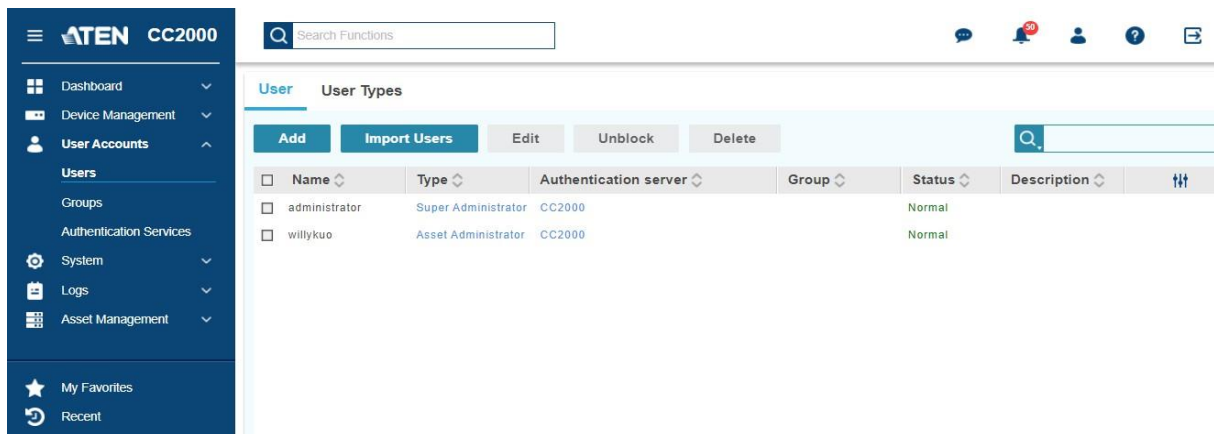 ATEN CC2000
Search Functions
50
Dashboard
Device Management
User Accounts
Users
Groups
Authentication Services
System
Logs
Asset Management
My Favorites
Recent
User User Types
Add Import Users Edit Unblock Delete
Name Type Authentication server Group Status Description
administrator Super Administrator CC2000 Normal
willykuo Asset Administrator CC2000 Normal